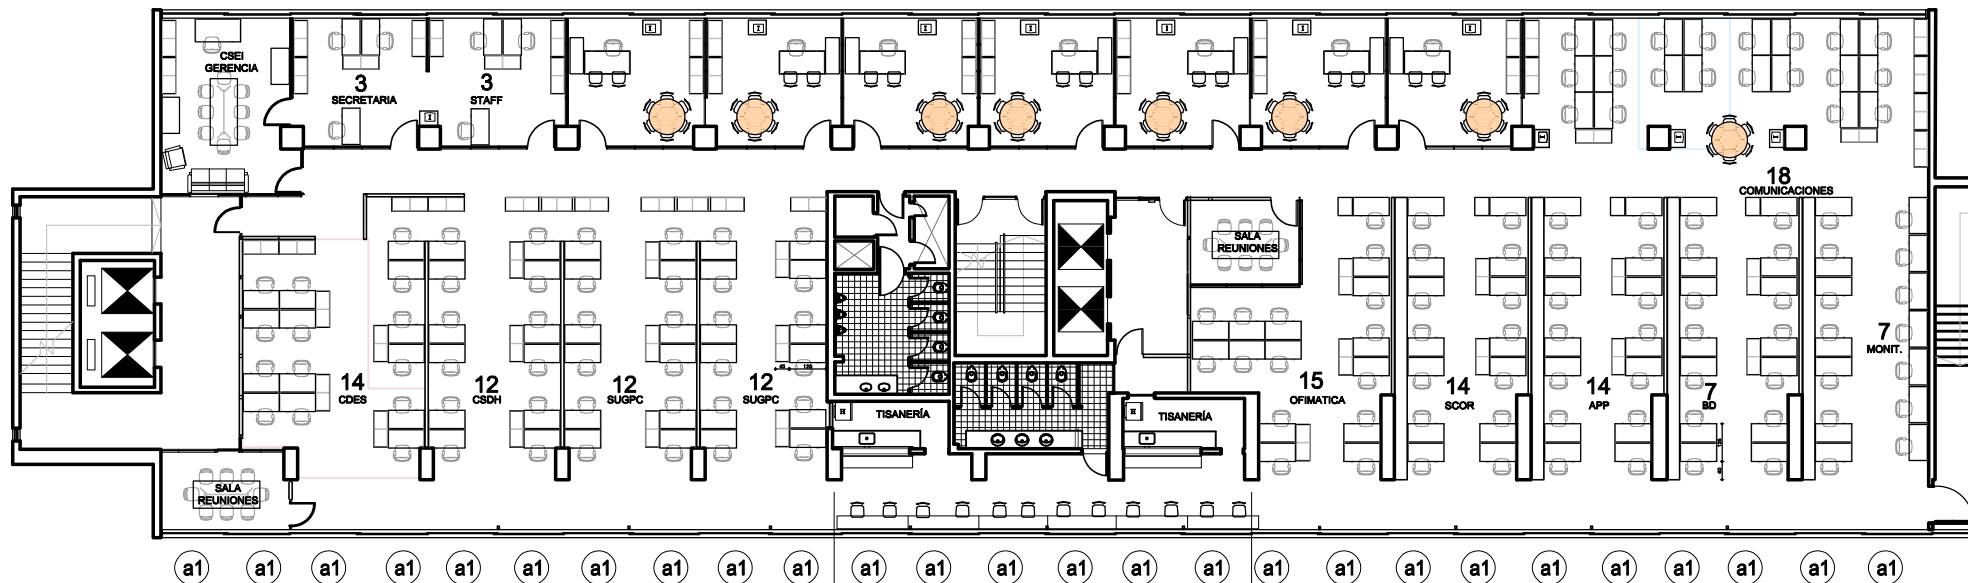 CSEI
GERENCIA
3
SECRETARIA
3
STAFF
18
COMUNICACIONES
SALA
REUNIONES
7
MONIT.
14
CDES
12
CSDH
12
SUGPC
12
SUGPC
15
OFIMATICA
14
SCOR
14
APP
7
BD
TISANERÍA
TISANERÍA
SALA
REUNIONES
a1 a1 a1 a1 a1 a1 a1 a1 a1 a1 a1 a1 a1 a1 a1 a1 a1 a1 a1 a1 a1 a1 a1 a1 a1 a1